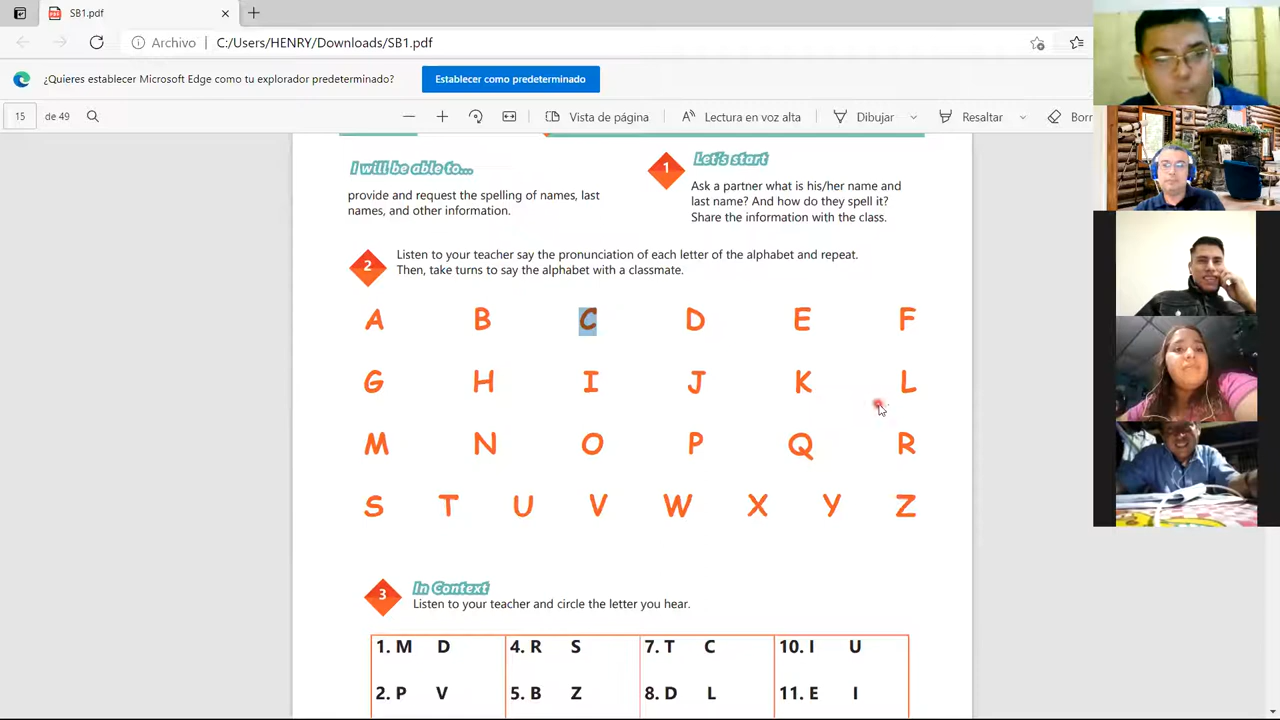 SB1.pdf
Archivo C:/Users/HENRY/Downloads/SB1.pdf
¿Quieres establecer Microsoft Edge como tu explorador predeterminado? Establecer como predeterminado
15 de 49 Vista de página Lectura en voz alta Dibujar Resaltar Borr
I will be able to...
provide and request the spelling of names, last
names, and other information.
1 Let's start
Ask a partner what is his/her name and
last name? And how do they spell it?
Share the information with the class.
2 Listen to your teacher say the pronunciation of each letter of the alphabet and repeat.
Then, take turns to say the alphabet with a classmate.
A B C D E F
G H I J K L
M N O P Q R
S T U V W X Y Z
3 In Context
Listen to your teacher and circle the letter you hear.
1. M D 4. R S 7. T C 10. I U
2. P V 5. B Z 8. D L 11. E I